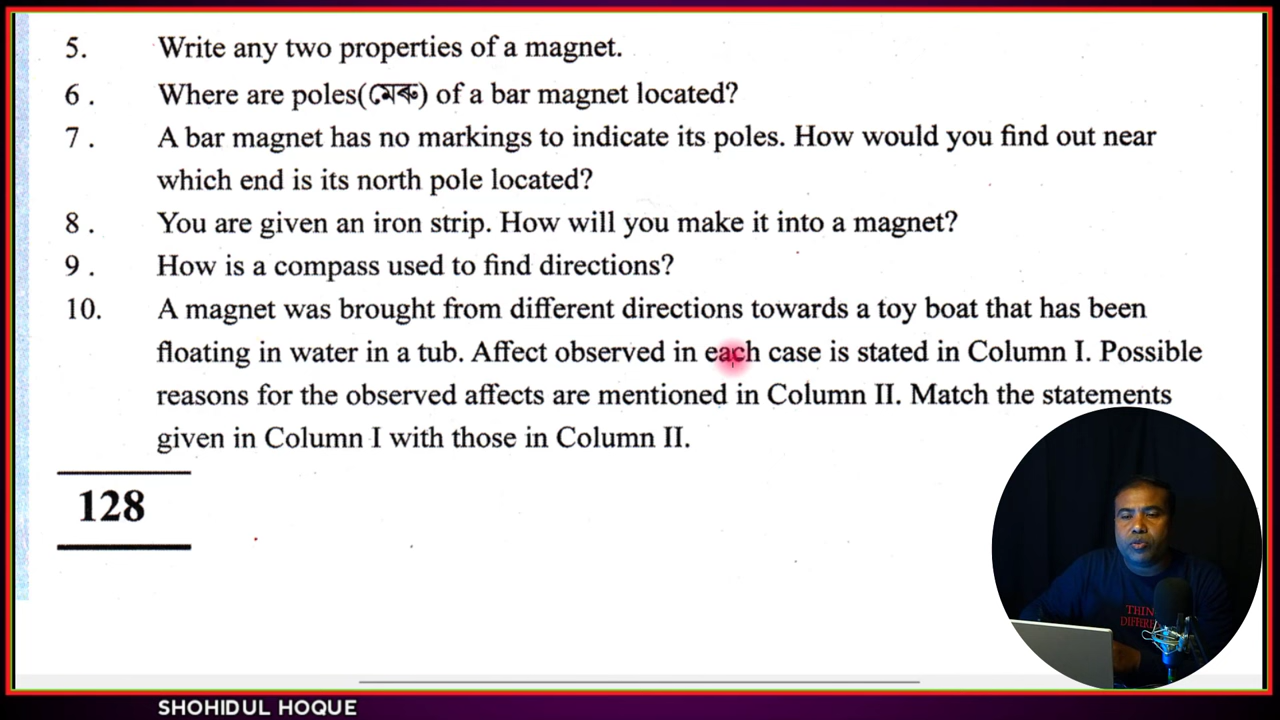 5. Write any two properties of a magnet.
6. Where are poles(মেৰু) of a bar magnet located?
7. A bar magnet has no markings to indicate its poles. How would you find out near
which end is its north pole located?
8. You are given an iron strip. How will you make it into a magnet?
9. How is a compass used to find directions?
10. A magnet was brought from different directions towards a toy boat that has been
floating in water in a tub. Affect observed in each case is stated in Column I. Possible
reasons for the observed affects are mentioned in Column II. Match the statements
given in Column I with those in Column II.
128
THIN
SHOHIDUL HOQUE